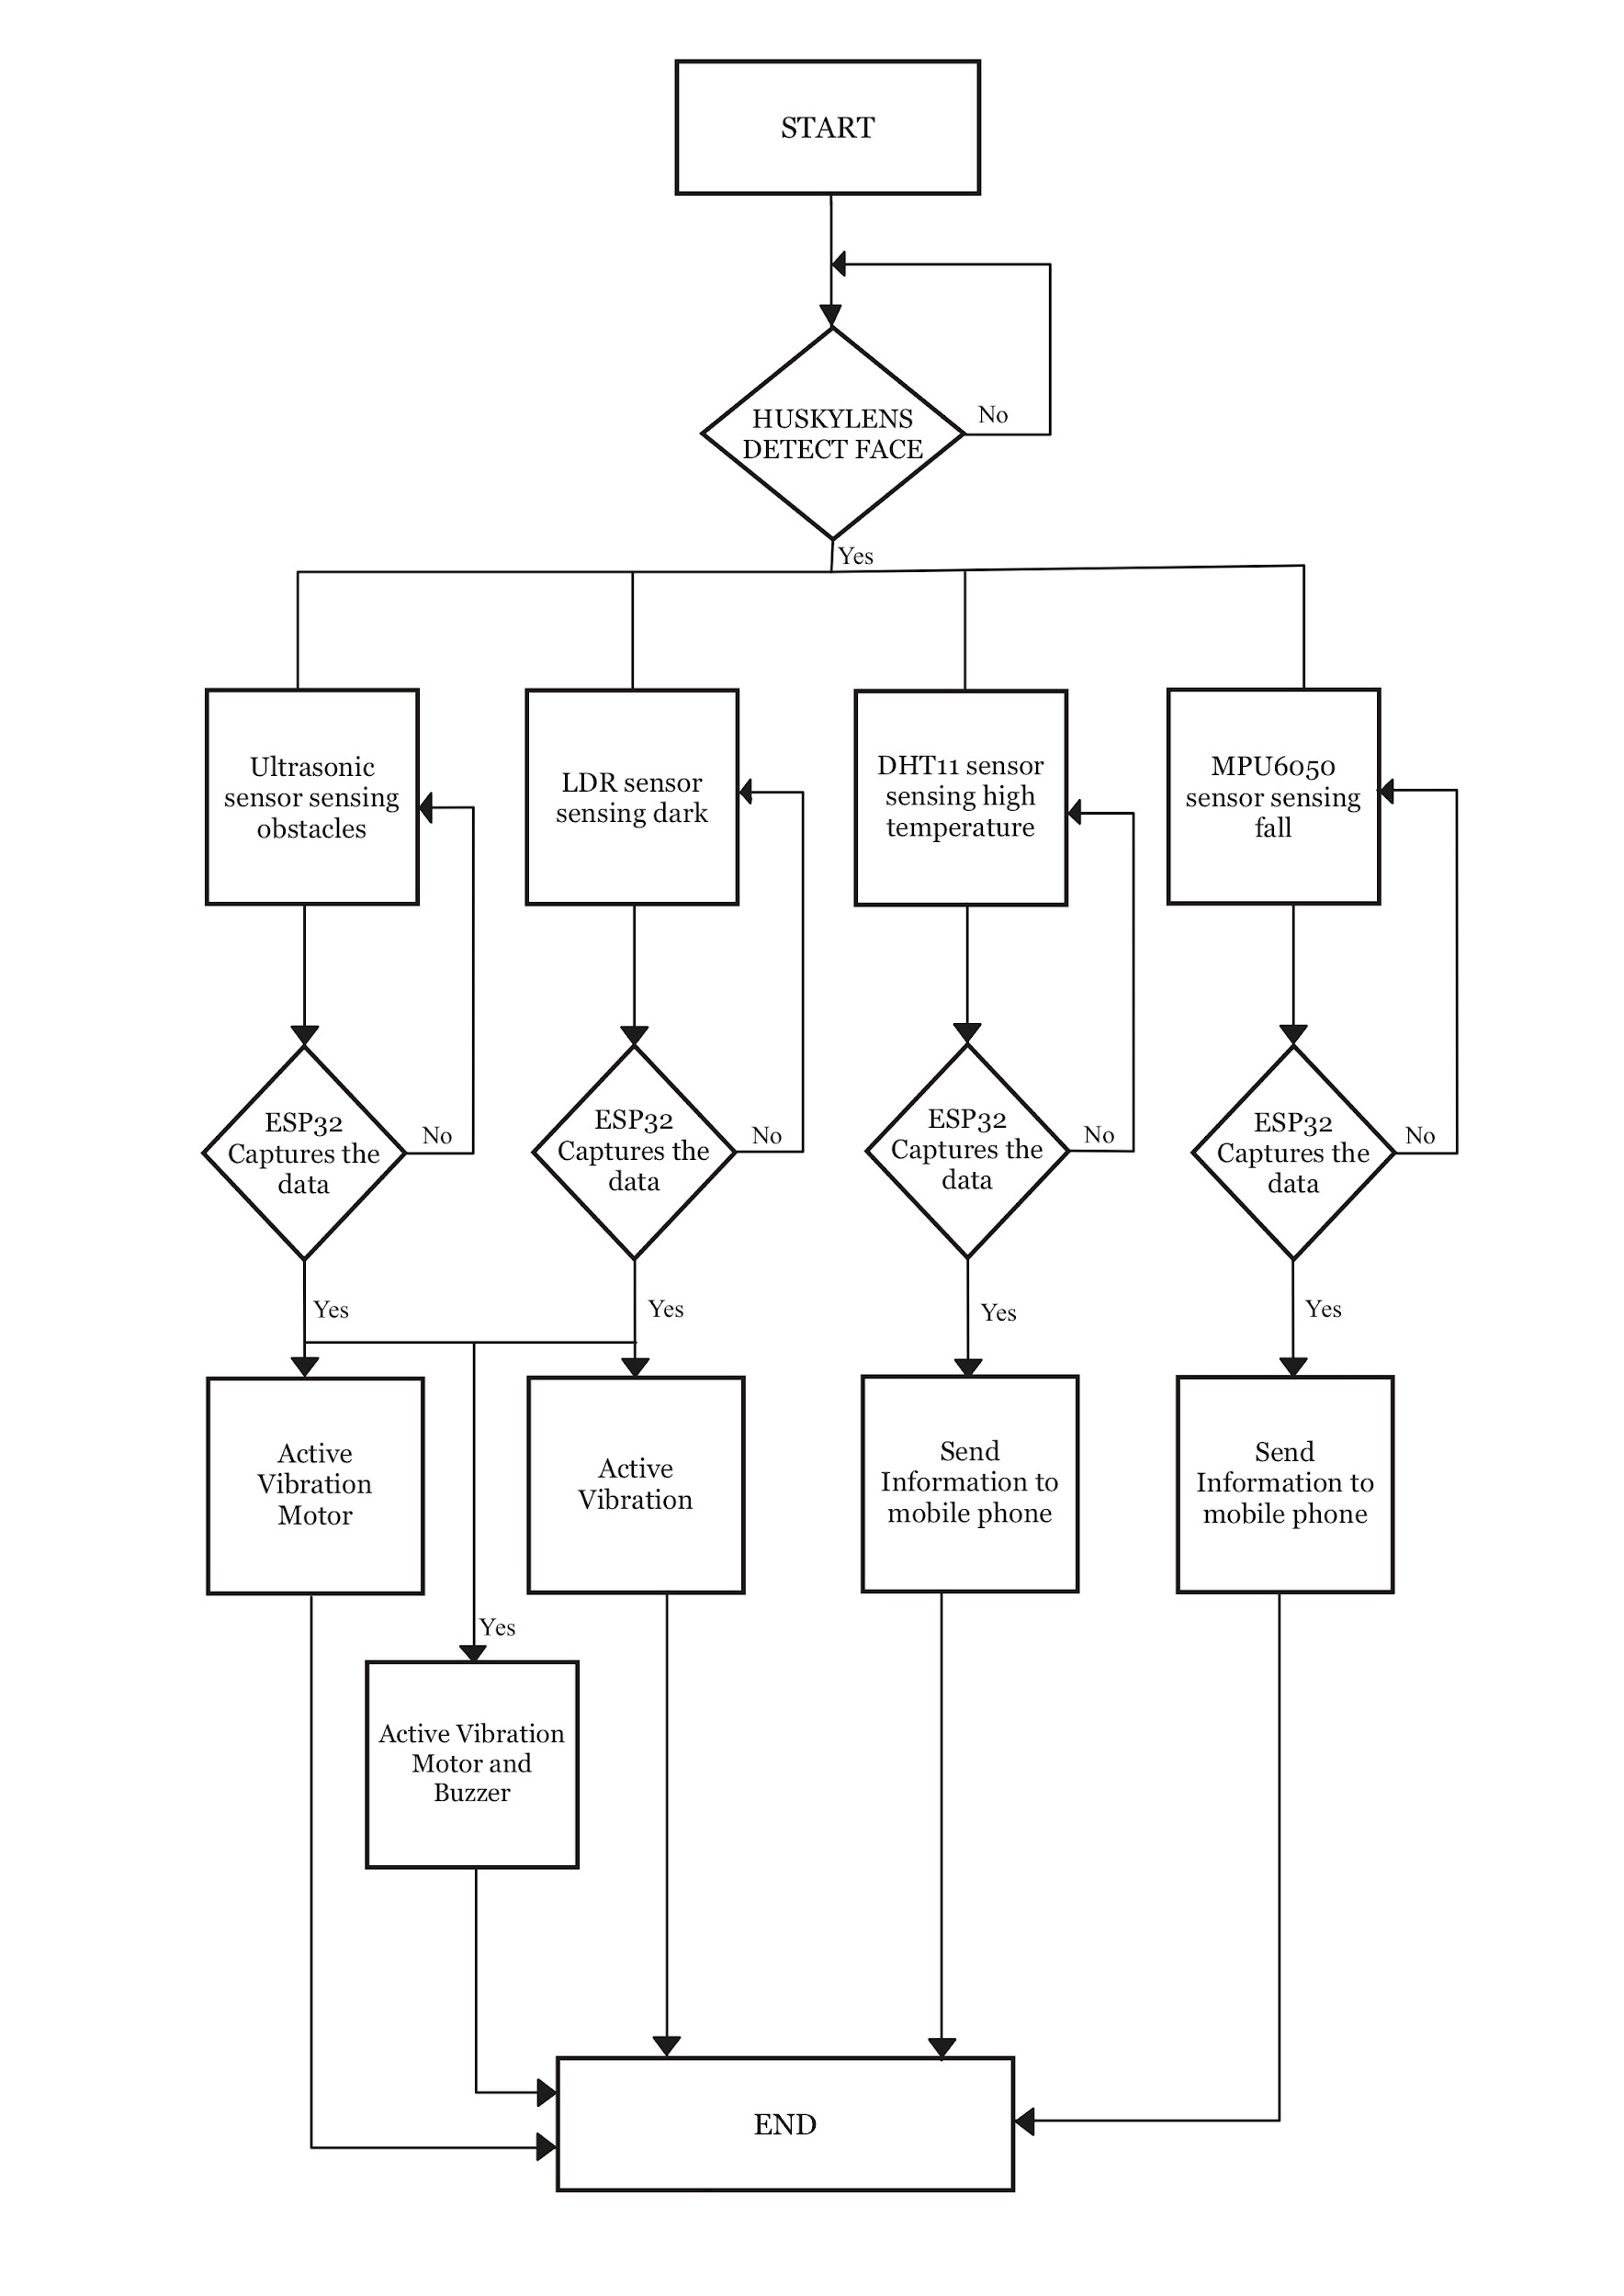 START
No
HUSKYLENS
DETECT FACE
Yes
Ultrasonic
sensor sensing
obstacles
LDR sensor
sensing dark
DHT11 sensor
sensing high
temperature
MPU6050
sensor sensing
fall
ESP32
Captures the
data
No
ESP32
Captures the
data
No
ESP32
Captures the
data
No
ESP32
Captures the
data
No
Yes
Yes
Yes
Yes
Active
Vibration
Motor
Active
Vibration
Send
Information to
mobile phone
Send
Information to
mobile phone
Yes
Active Vibration
Motor and
Buzzer
END